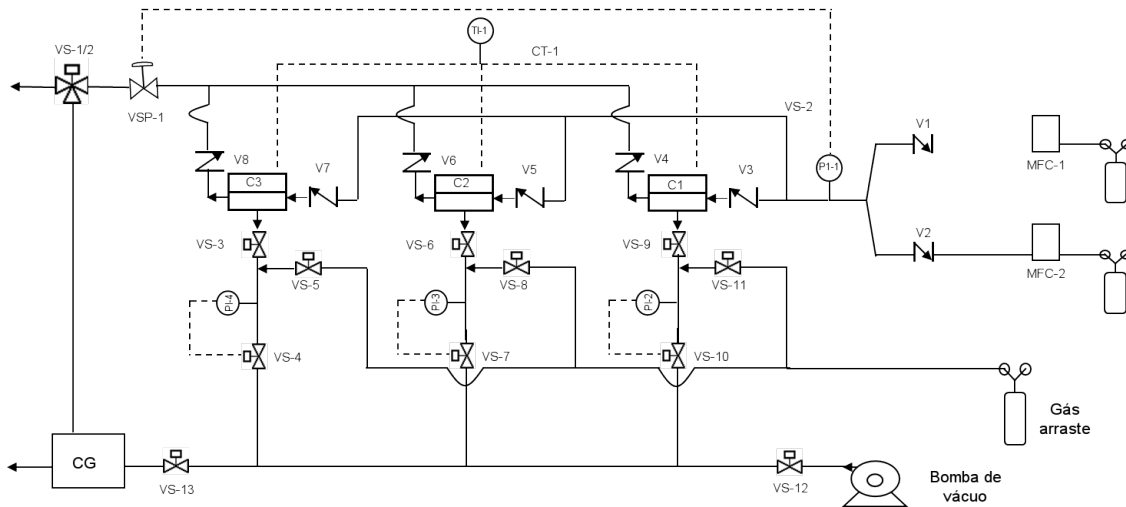 TI-1
VS-1/2
CT-1
VSP-1
VS-2
V1
MFC-1
V8
V7
V6
V5
V4
V3
P1-1
C3
C2
C1
V2
MFC-2
VS-3
VS-6
VS-9
VS-5
VS-8
VS-11
PI-4
PI-3
PI-2
VS-4
VS-7
VS-10
Gás
arraste
CG
VS-13
VS-12
Bomba de
vácuo